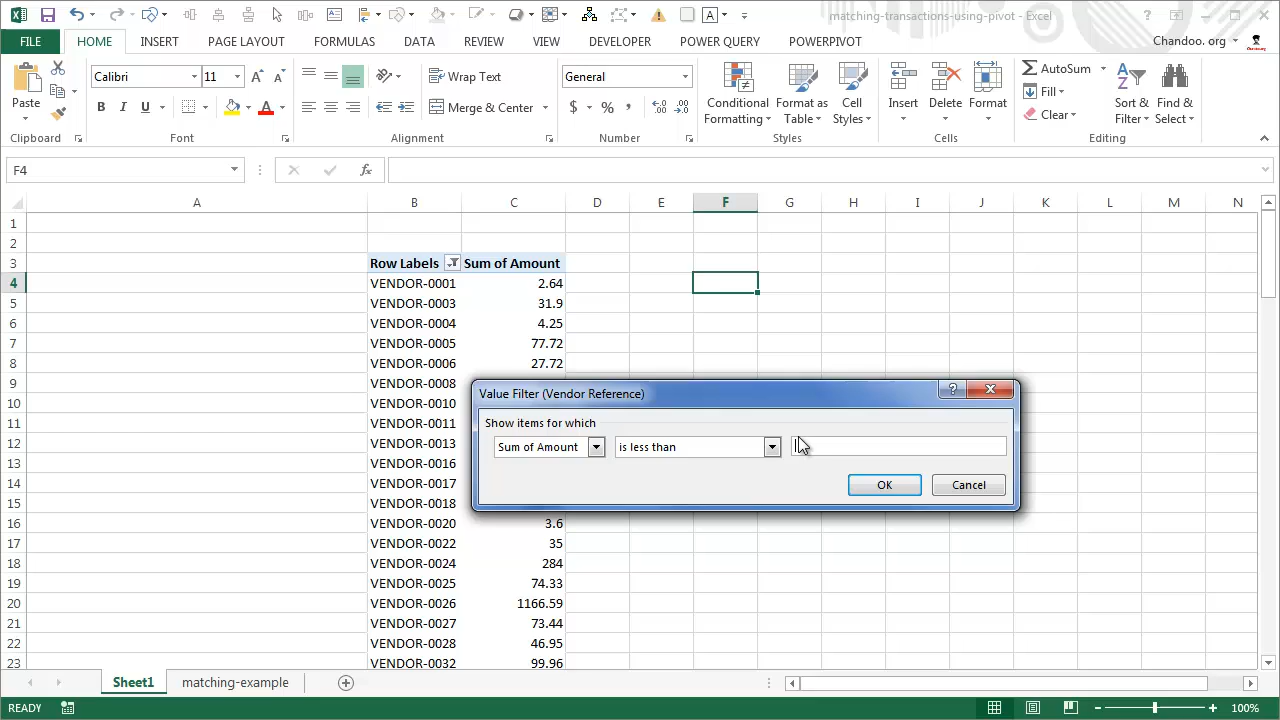 matching-transactions-using-pivot - Excel
FILE HOME INSERT PAGE LAYOUT FORMULAS DATA REVIEW VIEW DEVELOPER POWER QUERY POWERPIVOT Chandoo. org
Calibri 11 Wrap Text General AutoSum
Paste Merge & Center Conditional Formatting Format as Table Cell Styles Insert Delete Format Fill Clear Sort & Filter Find & Select
Clipboard Font Alignment Number Styles Cells Editing
F4
A B C D E F G H I J K L M N
1
2
3 Row Labels Sum of Amount
4 VENDOR-0001 2.64
5 VENDOR-0003 31.9
6 VENDOR-0004 4.25
7 VENDOR-0005 77.72
8 VENDOR-0006 27.72
9 VENDOR-0008
10 VENDOR-0010
11 VENDOR-0011
12 VENDOR-0013
13 VENDOR-0016
14 VENDOR-0017
15 VENDOR-0018
16 VENDOR-0020 3.6
17 VENDOR-0022 35
18 VENDOR-0024 284
19 VENDOR-0025 74.33
20 VENDOR-0026 1166.59
21 VENDOR-0027 73.44
22 VENDOR-0028 46.95
23 VENDOR-0032 99.96
Value Filter (Vendor Reference)
Show items for which
Sum of Amount is less than
OK Cancel
Sheet1 matching-example
READY 100%